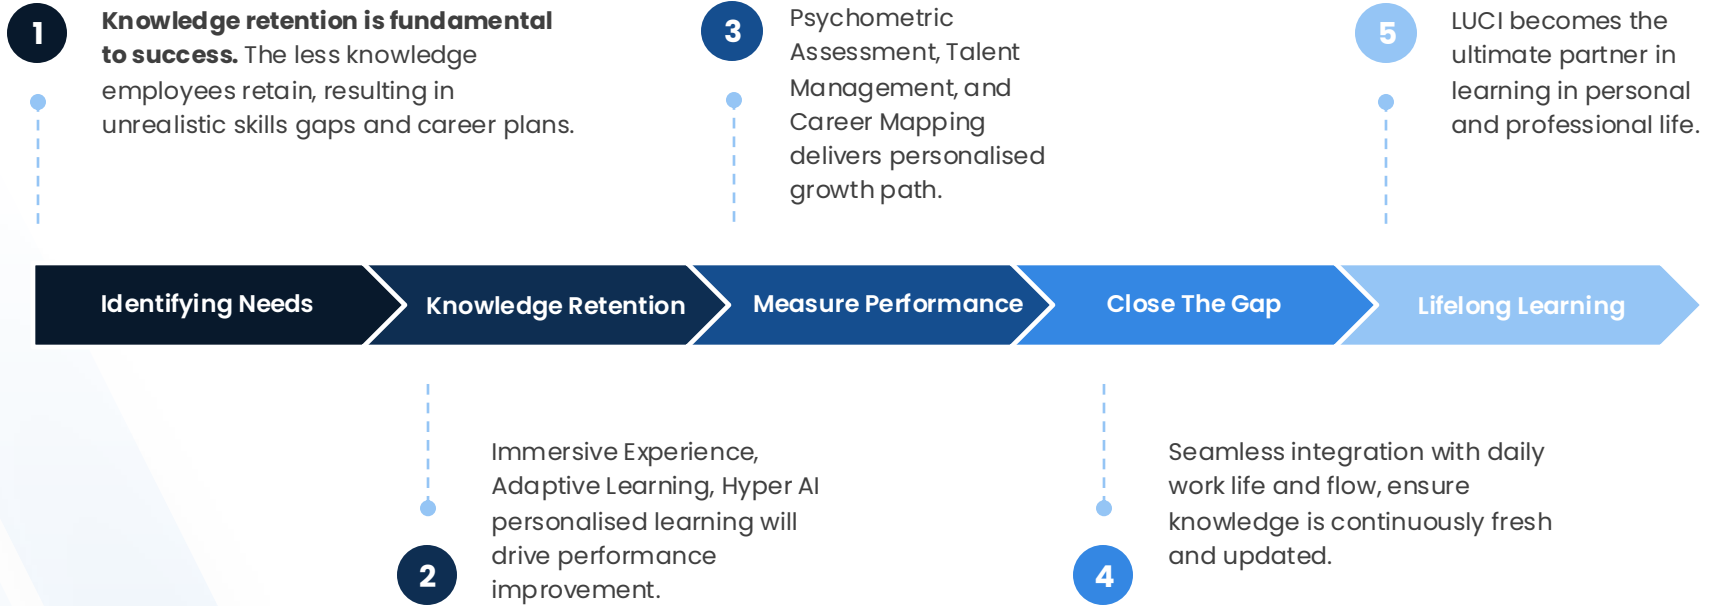 1
Knowledge retention is fundamental
to success. The less knowledge
employees retain, resulting in
unrealistic skills gaps and career plans.
3
Psychometric
Assessment, Talent
Management, and
Career Mapping
delivers personalised
growth path.
5
LUCI becomes the
ultimate partner in
learning in personal
and professional life.
Identifying Needs
Knowledge Retention
Measure Performance
Close The Gap
Lifelong Learning
2
Immersive Experience,
Adaptive Learning, Hyper AI
personalised learning will
drive performance
improvement.
4
Seamless integration with daily
work life and flow, ensure
knowledge is continuously fresh
and updated.